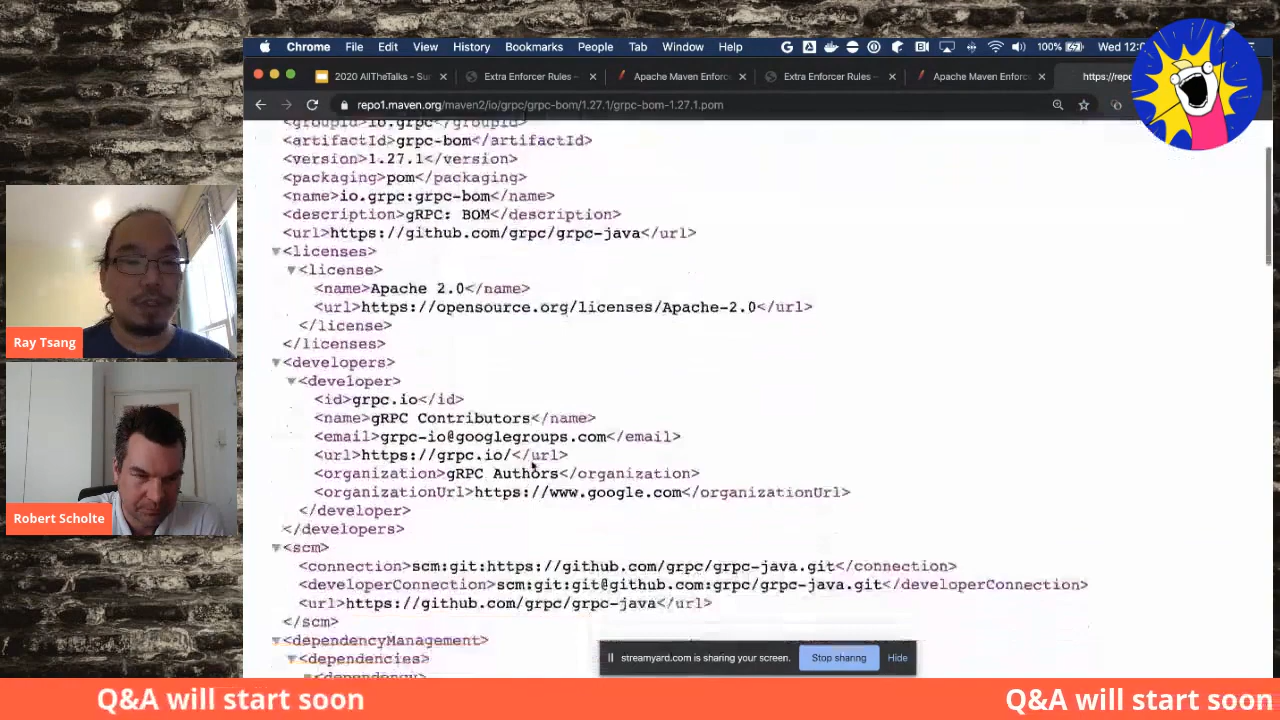 Chrome File Edit View History Bookmarks People Tab Window Help 100% Wed 12:0
2020 AllTheTalks – Su
Extra Enforcer Rules –
Apache Maven Enforc
Extra Enforcer Rules –
Apache Maven Enforc
https://repo
repo1.maven.org/maven2/io/grpc/grpc-bom/1.27.1/grpc-bom-1.27.1.pom
<groupId>io.grpc</groupId>
<artifactId>grpc-bom</artifactId>
<version>1.27.1</version>
<packaging>pom</packaging>
<name>io.grpc:grpc-bom</name>
<description>gRPC: BOM</description>
<url>https://github.com/grpc/grpc-java</url>
<licenses>
<license>
<name>Apache 2.0</name>
<url>https://opensource.org/licenses/Apache-2.0</url>
</license>
</licenses>
<developers>
<developer>
<id>grpc.io</id>
<name>gRPC Contributors</name>
<email>grpc-io@googlegroups.com</email>
<url>https://grpc.io/</url>
<organization>gRPC Authors</organization>
<organizationUrl>https://www.google.com</organizationUrl>
</developer>
</developers>
<scm>
<connection>scm:git:https://github.com/grpc/grpc-java.git</connection>
<developerConnection>scm:git:git@github.com:grpc/grpc-java.git</developerConnection>
<url>https://github.com/grpc/grpc-java</url>
</scm>
<dependencyManagement>
<dependencies>
<dependency>
streamyard.com is sharing your screen. Stop sharing Hide
Ray Tsang
Robert Scholte
Q&A will start soon
Q&A will start soon